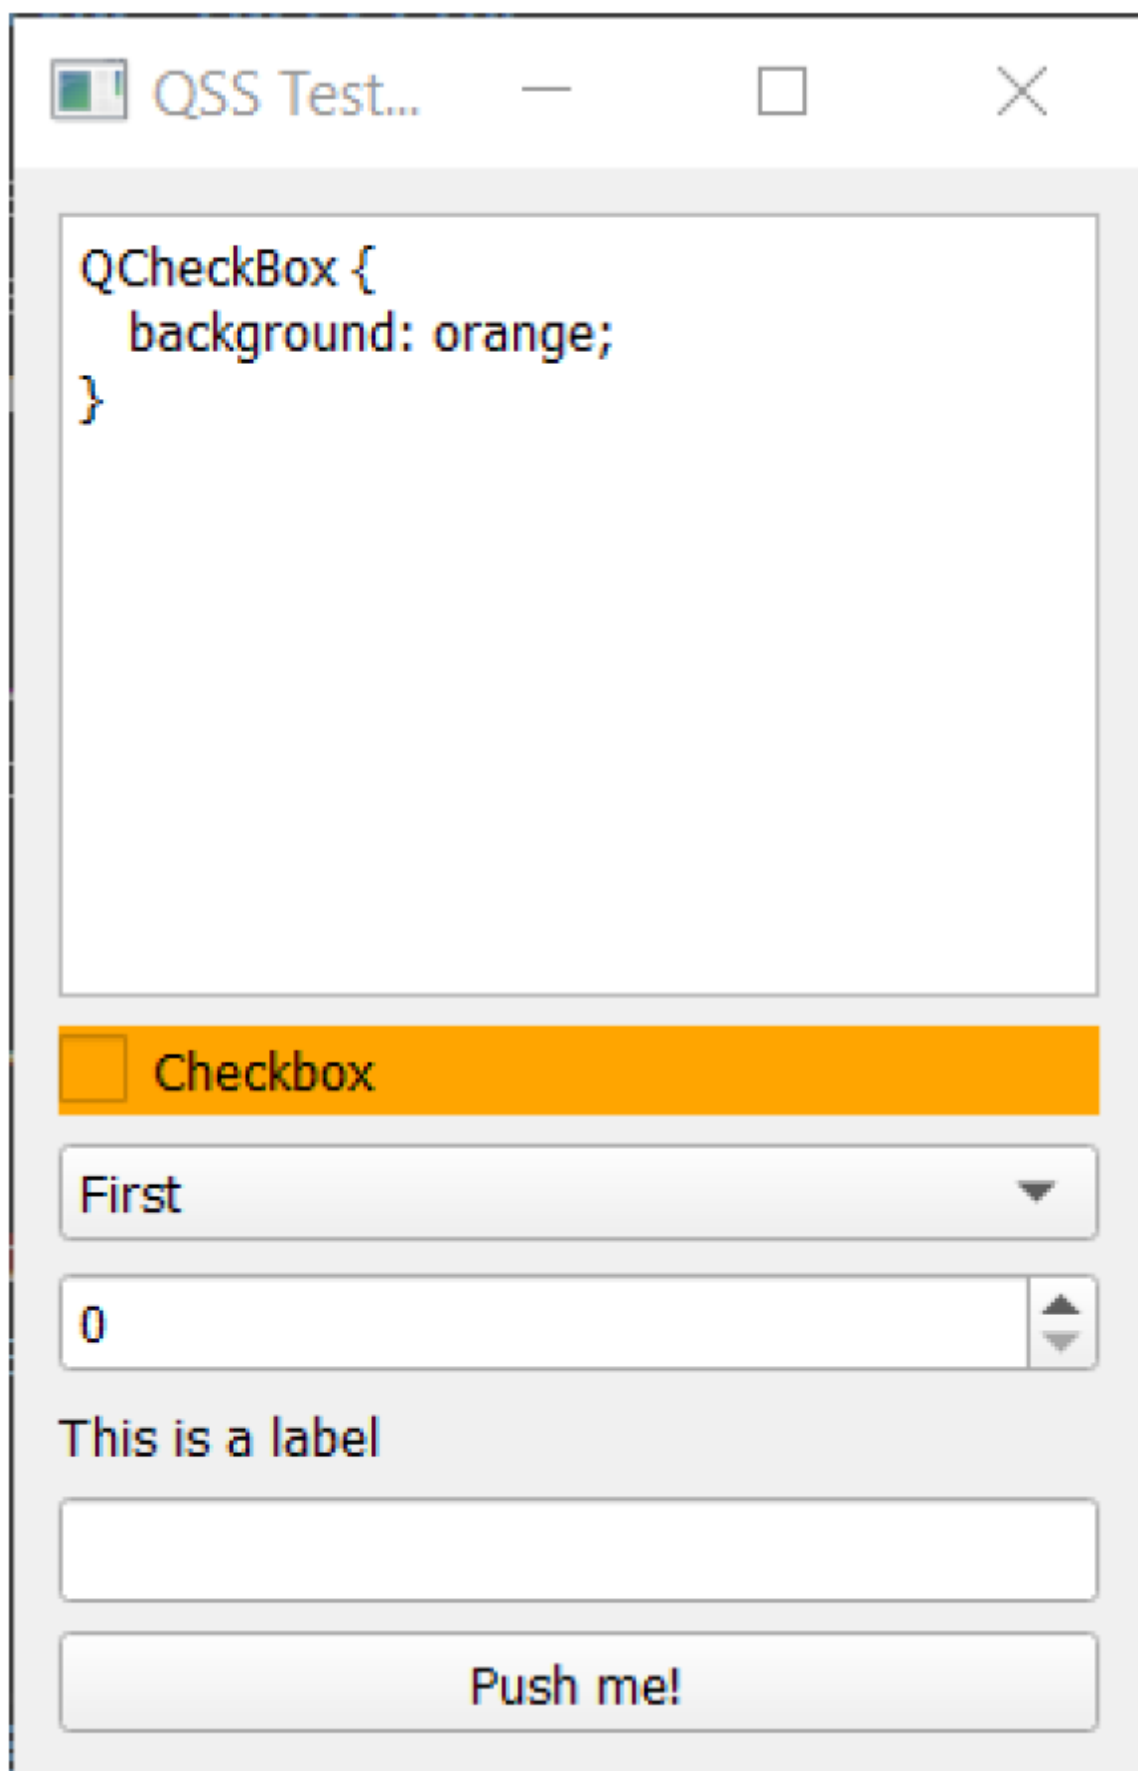 QSS Test...
QCheckBox {
   background: orange;
}
Checkbox
First
0
This is a label
Push me!